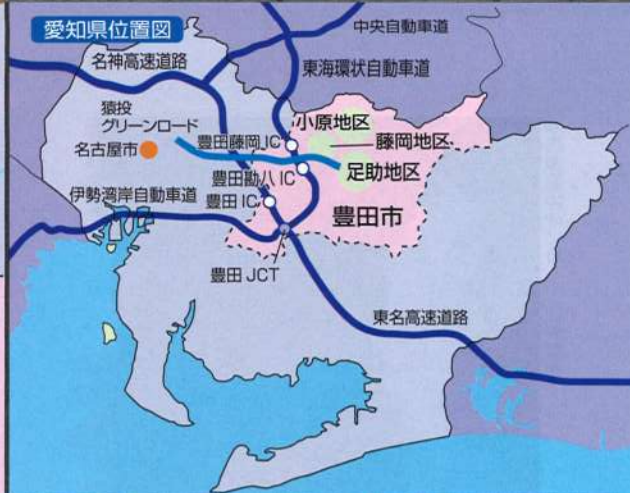 愛知県位置図
中央自動車道
名神高速道路
東海環状自動車道
猿投
グリーンロード
小原地区
豊田藤岡IC
藤岡地区
名古屋市
足助地区
豊田勘八IC
伊勢湾岸自動車道
豊田IC
豊田市
豊田JCT
東名高速道路